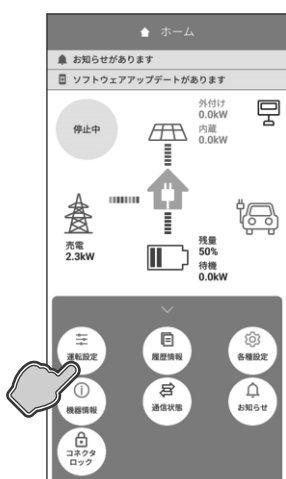 ホーム
お知らせがあります
ソフトウェアアップデートがあります
停止中
外付け
0.0kW
内蔵
0.0kW
売電
2.3kW
残量
50%
待機
0.0kW
運転設定
履歴情報
各種設定
機器情報
通信状態
お知らせ
コネクタ
ロック